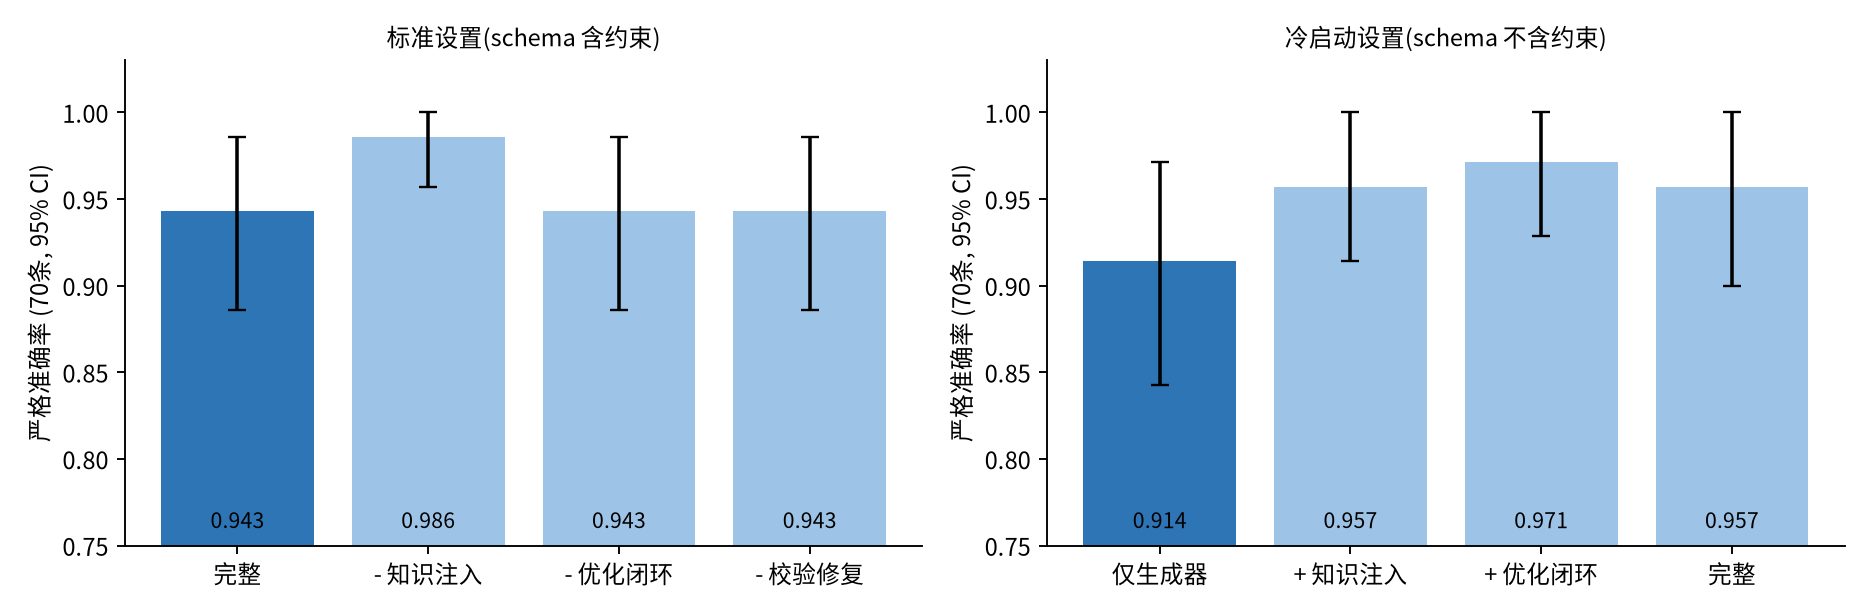 标准设置(schema 含约束)
严格准确率 (70条, 95% CI)
1.00
0.95
0.90
0.85
0.80
0.75
0.943
0.986
0.943
0.943
完整
- 知识注入
- 优化闭环
- 校验修复
冷启动设置(schema 不含约束)
严格准确率 (70条, 95% CI)
1.00
0.95
0.90
0.85
0.80
0.75
0.914
0.957
0.971
0.957
仅生成器
+ 知识注入
+ 优化闭环
完整